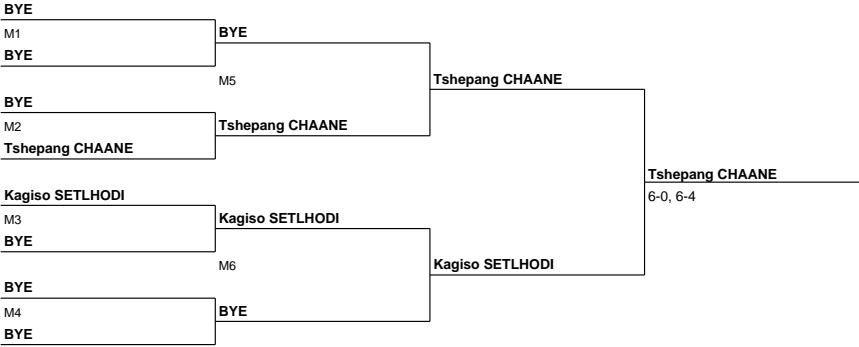 BYE
M1
BYE
BYE
M5
BYE
M2
Tshepang CHAANE
Tshepang CHAANE
Tshepang CHAANE
Kagiso SETLHODI
M3
BYE
Kagiso SETLHODI
M6
BYE
M4
BYE
BYE
Kagiso SETLHODI
Tshepang CHAANE
6-0, 6-4